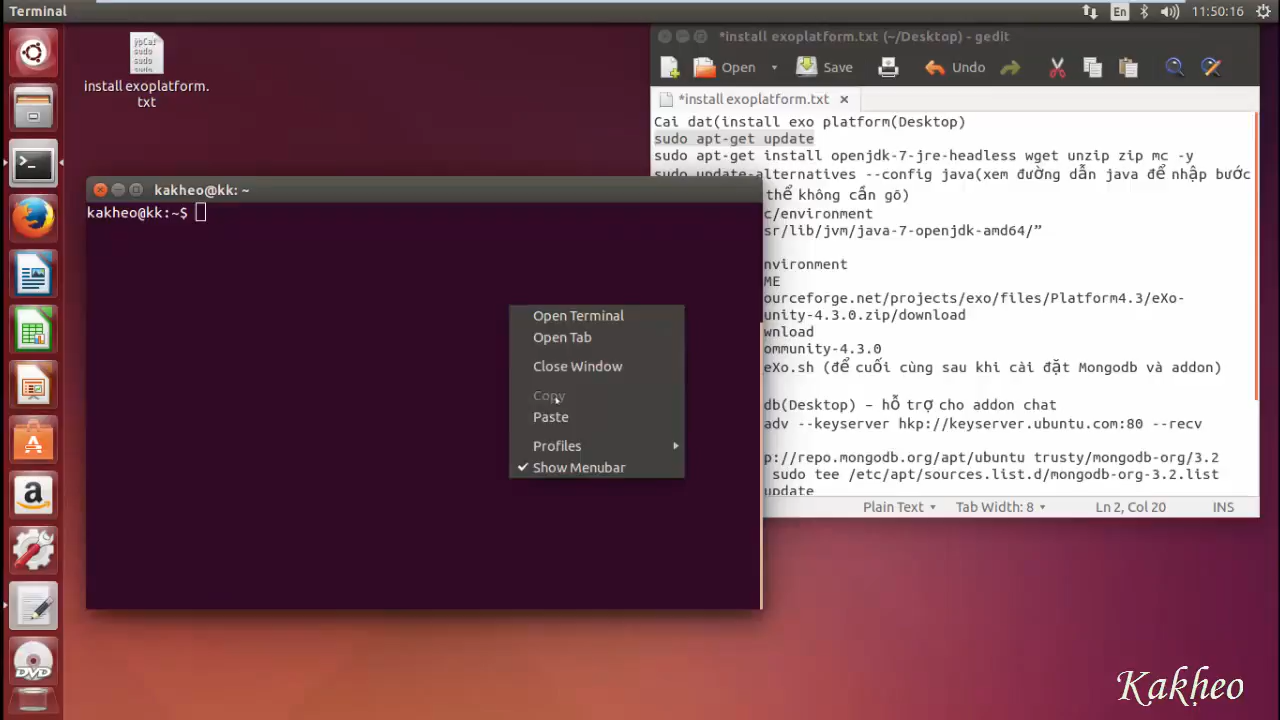 Terminal
En
11:50:16
jpCat
sudo
sudo
sudo
install exoplatform.
txt
*install exoplatform.txt (~/Desktop) - gedit
Open
Save
Undo
*install exoplatform.txt ×
Cai dat(install exo platform(Desktop)
sudo apt-get update
sudo apt-get install openjdk-7-jre-headless wget unzip zip mc -y
sudo update-alternatives --config java(xem đường dẫn java để nhập bước
thể không cần gõ)
c/environment
sr/lib/jvm/java-7-openjdk-amd64/”
nvironment
ME
ourceforge.net/projects/exo/files/Platform4.3/eXo-
unity-4.3.0.zip/download
wnload
ommunity-4.3.0
eXo.sh (để cuối cùng sau khi cài đặt Mongodb và addon)
db(Desktop) – hỗ trợ cho addon chat
adv --keyserver hkp://keyserver.ubuntu.com:80 --recv
p://repo.mongodb.org/apt/ubuntu trusty/mongodb-org/3.2
sudo tee /etc/apt/sources.list.d/mongodb-org-3.2.list
update
Plain Text
Tab Width: 8
Ln 2, Col 20
INS
kakheo@kk: ~
kakheo@kk:~$
Open Terminal
Open Tab
Close Window
Copy
Paste
Profiles
Show Menubar
DVD
Kakheo